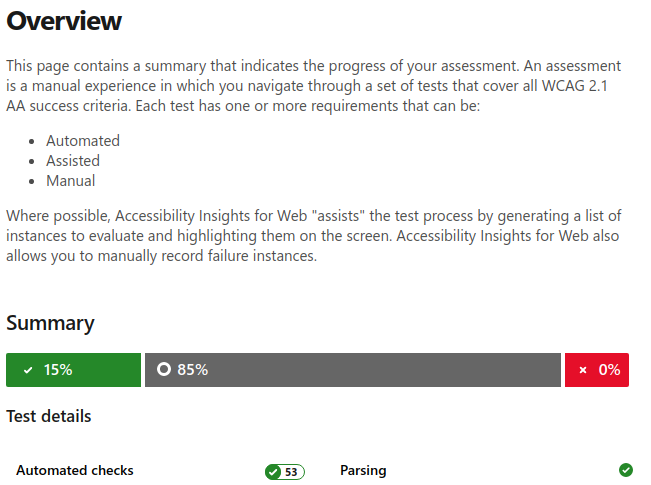 Overview
This page contains a summary that indicates the progress of your assessment. An assessment
is a manual experience in which you navigate through a set of tests that cover all WCAG 2.1
AA success criteria. Each test has one or more requirements that can be:
Automated
Assisted
Manual
Where possible, Accessibility Insights for Web "assists" the test process by generating a list of
instances to evaluate and highlighting them on the screen. Accessibility Insights for Web also
allows you to manually record failure instances.
Summary
15% 85% 0%
Test details
Automated checks 53 Parsing